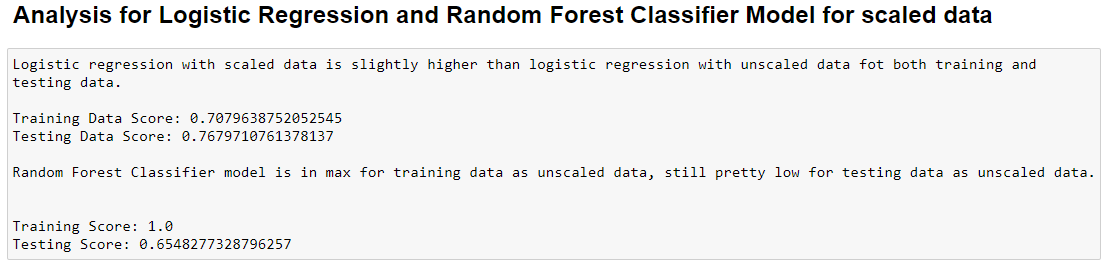 Analysis for Logistic Regression and Random Forest Classifier Model for scaled data
Logistic regression with scaled data is slightly higher than logistic regression with unscaled data fot both training and
testing data.
Training Data Score: 0.7079638752052545
Testing Data Score: 0.7679710761378137
Random Forest Classifier model is in max for training data as unscaled data, still pretty low for testing data as unscaled data.
Training Score: 1.0
Testing Score: 0.6548277328796257